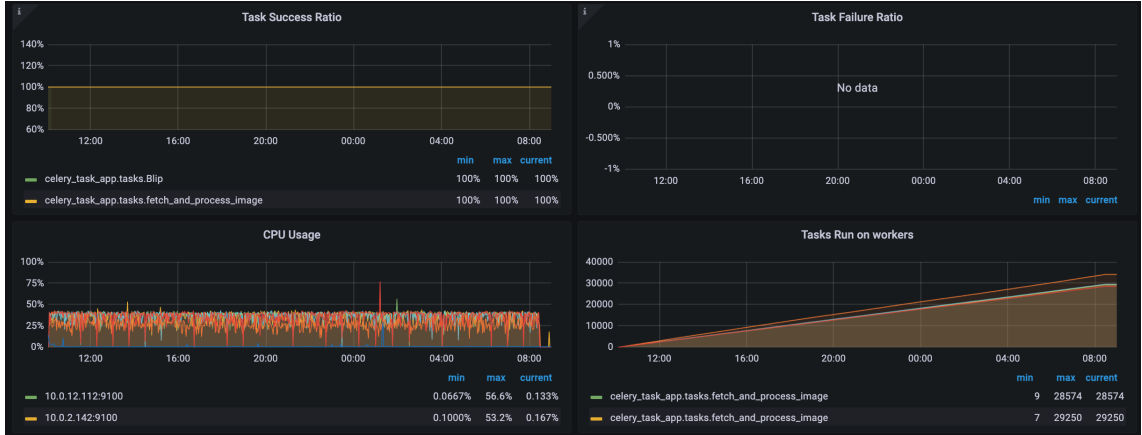 Task Success Ratio
140%
120%
100%
80%
60%
12:00 16:00 20:00 00:00 04:00 08:00
min max current
celery_task_app.tasks.Blip 100% 100% 100%
celery_task_app.tasks.fetch_and_process_image 100% 100% 100%
Task Failure Ratio
1%
0.500%
0%
-0.500%
-1%
No data
12:00 16:00 20:00 00:00 04:00 08:00
min max current
CPU Usage
100%
75%
50%
25%
0%
12:00 16:00 20:00 00:00 04:00 08:00
min max current
10.0.12.112:9100 0.0667% 56.6% 0.133%
10.0.2.142:9100 0.1000% 53.2% 0.167%
Tasks Run on workers
40000
30000
20000
10000
0
12:00 16:00 20:00 00:00 04:00 08:00
min max current
celery_task_app.tasks.fetch_and_process_image 9 28574 28574
celery_task_app.tasks.fetch_and_process_image 7 29250 29250